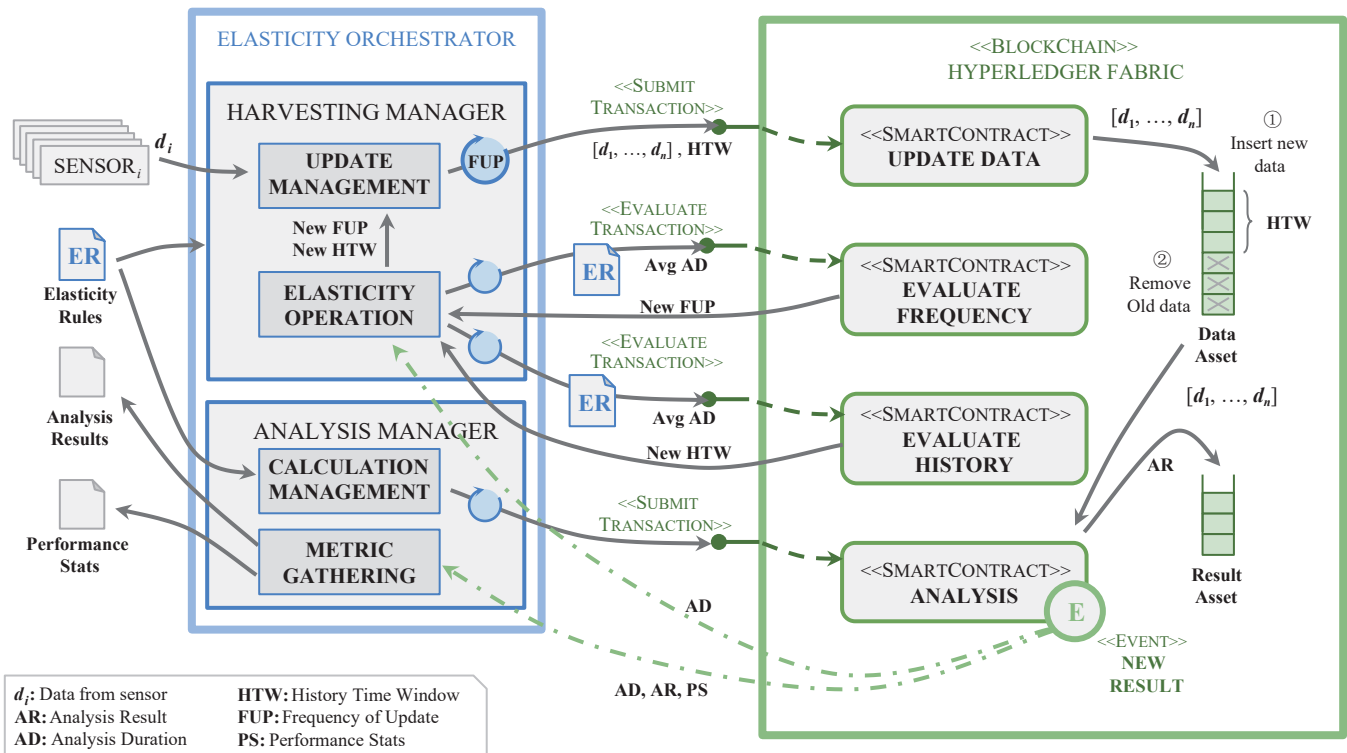 ELASTICITY ORCHESTRATOR
HARVESTING MANAGER
SENSORi
di
UPDATE
MANAGEMENT
FUP
New FUP
New HTW
ELASTICITY
OPERATION
ER
Elasticity
Rules
Analysis
Results
Performance
Stats
ANALYSIS MANAGER
CALCULATION
MANAGEMENT
METRIC
GATHERING
<<SUBMIT
TRANSACTION>>
[d1, …, dn] , HTW
<<EVALUATE
TRANSACTION>>
ER
Avg AD
New FUP
<<EVALUATE
TRANSACTION>>
ER
Avg AD
New HTW
<<SUBMIT
TRANSACTION>>
AD
AD, AR, PS
<<BLOCKCHAIN>>
HYPERLEDGER FABRIC
<<SMARTCONTRACT>>
UPDATE DATA
<<SMARTCONTRACT>>
EVALUATE
FREQUENCY
<<SMARTCONTRACT>>
EVALUATE
HISTORY
<<SMARTCONTRACT>>
ANALYSIS
E
<<EVENT>>
NEW
RESULT
[d1, …, dn]
①
Insert new
data
HTW
②
Remove
Old data
Data
Asset
[d1, …, dn]
AR
Result
Asset
di: Data from sensor
AR: Analysis Result
AD: Analysis Duration
HTW: History Time Window
FUP: Frequency of Update
PS: Performance Stats